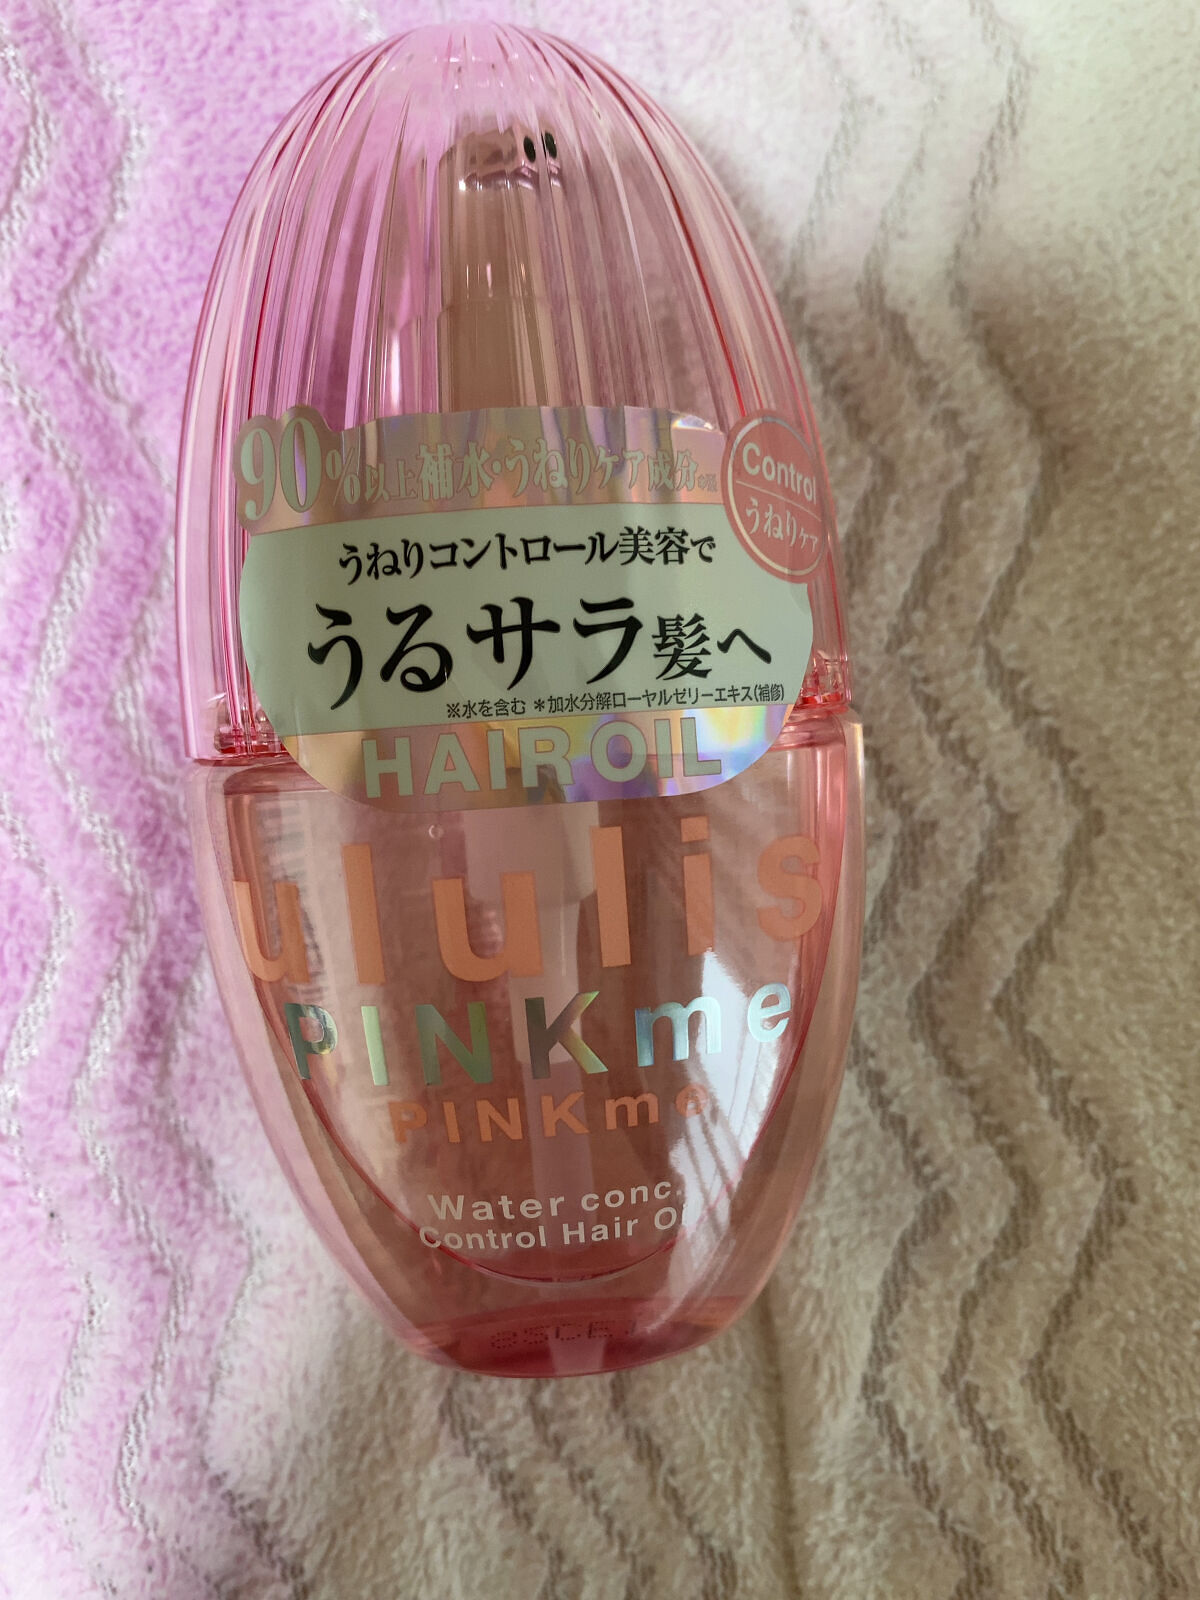 90%以上補水・うねりケア成分
Control
うねりケア
うねりコントロール美容で
うるサラ髪へ
※水を含む *加水分解ローヤルゼリーエキス(補修)
HAIR OIL
ululis
PINKme
PINKme
Water conc.
Control Hair Oil